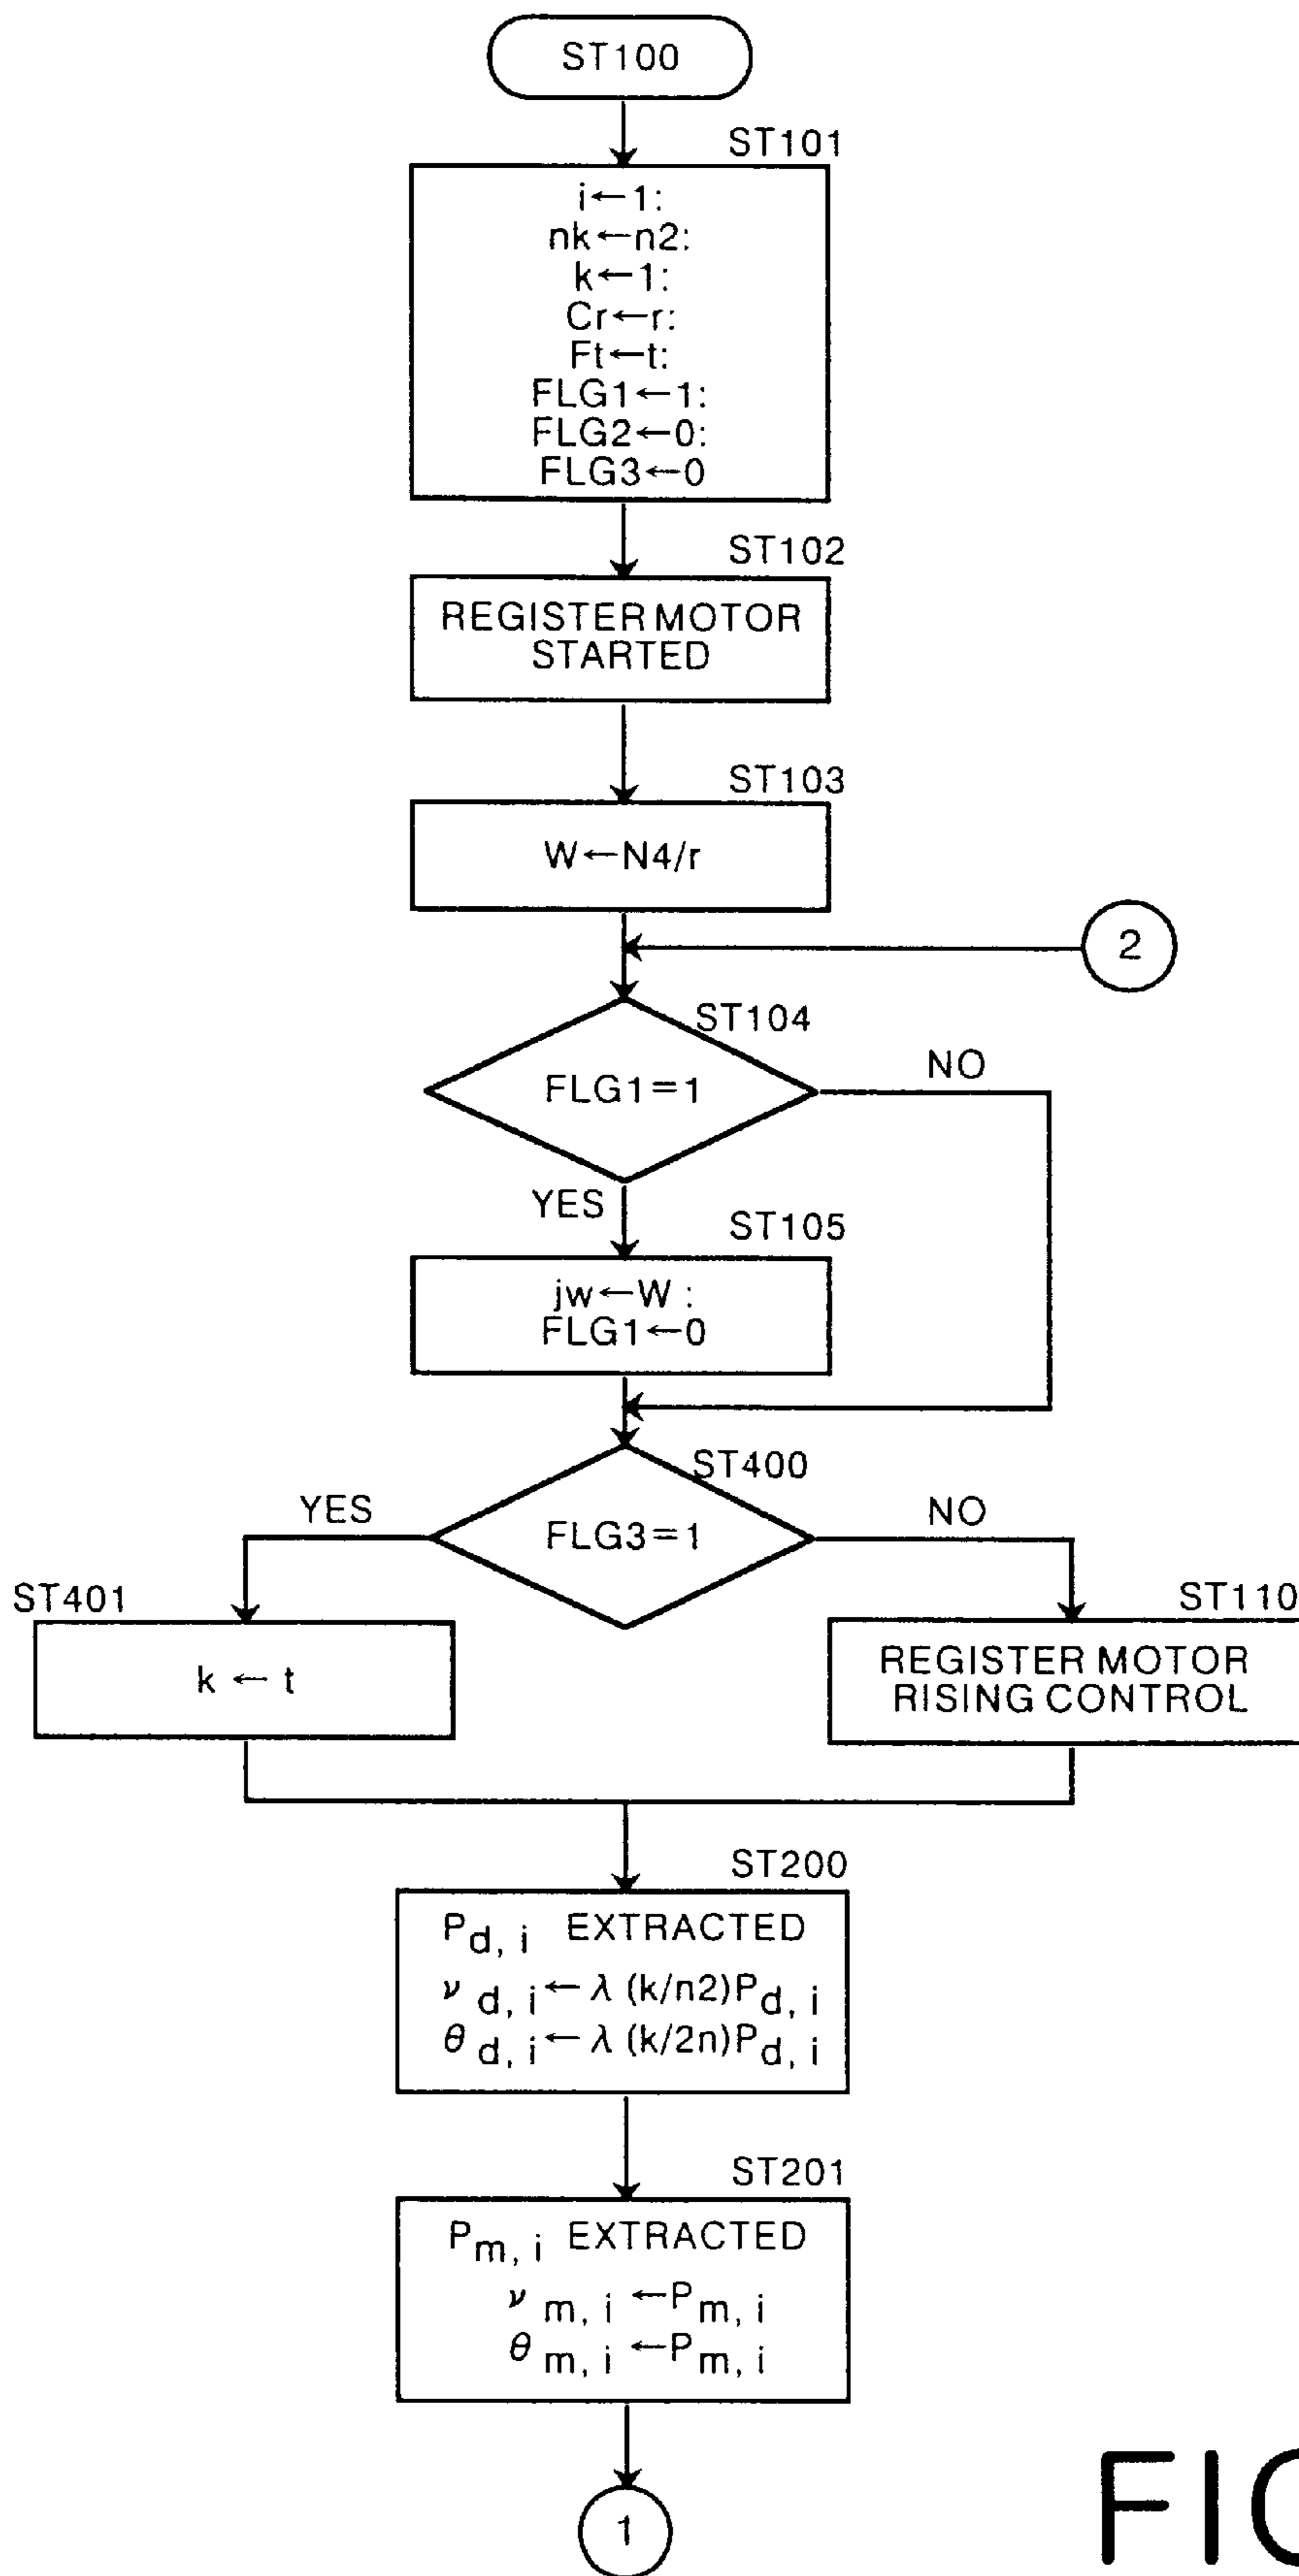 ST100
ST101
i←1:
nk←n2:
k←1:
Cr←r:
Ft←t:
FLG1←1:
FLG2←0:
FLG3←0
ST102
REGISTER MOTOR
STARTED
ST103
W←N4/r
2
ST104
FLG1=1
NO
YES
ST105
jw←W :
FLG1←0
ST400
YES
FLG3=1
NO
ST401
ST110
k ← t
REGISTER MOTOR
RISING CONTROL
ST200
Pd, i EXTRACTED
ν d, i ← λ (k/n2)Pd, i
θ d, i ← λ (k/2n)Pd, i
ST201
Pm, i EXTRACTED
ν m, i ←Pm, i
θ m, i ←Pm, i
1